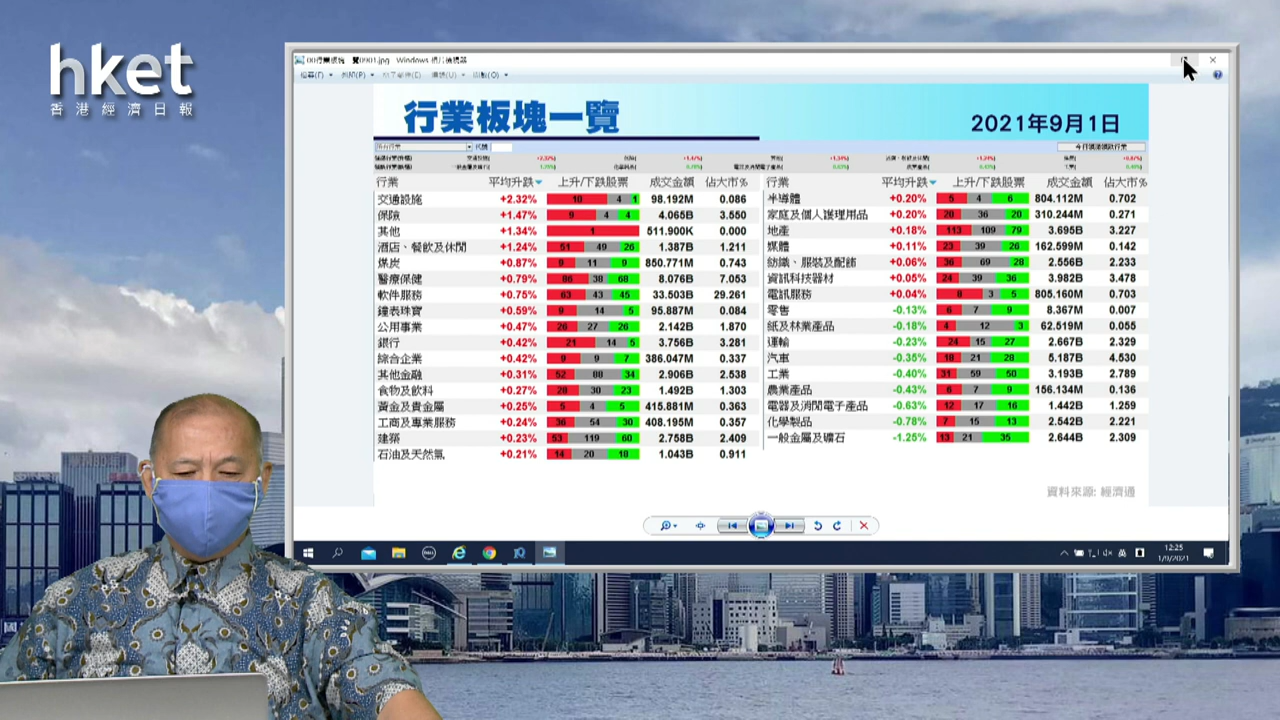 hket
香港經濟日報
行業板塊一覽
2021年9月1日
行業 平均升跌 上升/下跌股票 成交金額 佔大市%
交通設施 +2.32% 10 4 1 98.192M 0.086
保險 +1.47% 9 4 4 4.065B 3.550
其他 +1.34% 1 511.900K 0.000
酒店、餐飲及休閒 +1.24% 51 49 26 1.387B 1.211
煤炭 +0.87% 9 11 9 850.771M 0.743
醫療保健 +0.79% 86 38 68 8.076B 7.053
軟件服務 +0.75% 63 43 45 33.503B 29.261
鐘表珠寶 +0.59% 9 14 5 95.887M 0.084
公用事業 +0.47% 26 27 26 2.142B 1.870
銀行 +0.42% 21 14 5 3.756B 3.281
綜合企業 +0.42% 9 9 7 386.047M 0.337
其他金融 +0.31% 52 88 34 2.906B 2.538
食物及飲料 +0.27% 28 30 23 1.492B 1.303
黃金及貴金屬 +0.25% 5 4 5 415.881M 0.363
工商及專業服務 +0.24% 36 54 30 408.195M 0.357
建築 +0.23% 53 119 60 2.758B 2.409
石油及天然氣 +0.21% 14 20 10 1.043B 0.911
行業 平均升跌 上升/下跌股票 成交金額 佔大市%
半導體 +0.20% 5 4 6 804.112M 0.702
家庭及個人護理用品 +0.20% 20 36 20 310.244M 0.271
地產 +0.18% 113 109 79 3.695B 3.227
媒體 +0.11% 23 39 26 162.599M 0.142
紡織、服裝及配飾 +0.06% 36 69 28 2.556B 2.233
資訊科技器材 +0.05% 24 39 36 3.982B 3.478
電訊服務 +0.04% 8 3 5 805.160M 0.703
零售 -0.13% 6 7 9 8.367M 0.007
紙及林業產品 -0.18% 4 12 3 62.519M 0.055
運輸 -0.23% 24 15 27 2.667B 2.329
汽車 -0.35% 18 21 28 5.187B 4.530
工業 -0.40% 31 59 50 3.193B 2.789
農業產品 -0.43% 6 7 9 156.134M 0.136
電器及消閒電子產品 -0.63% 12 17 16 1.442B 1.259
化學製品 -0.78% 7 15 13 2.542B 2.221
一般金屬及礦石 -1.25% 13 21 35 2.644B 2.309
資料來源: 經濟通
12:25
1/9/2021